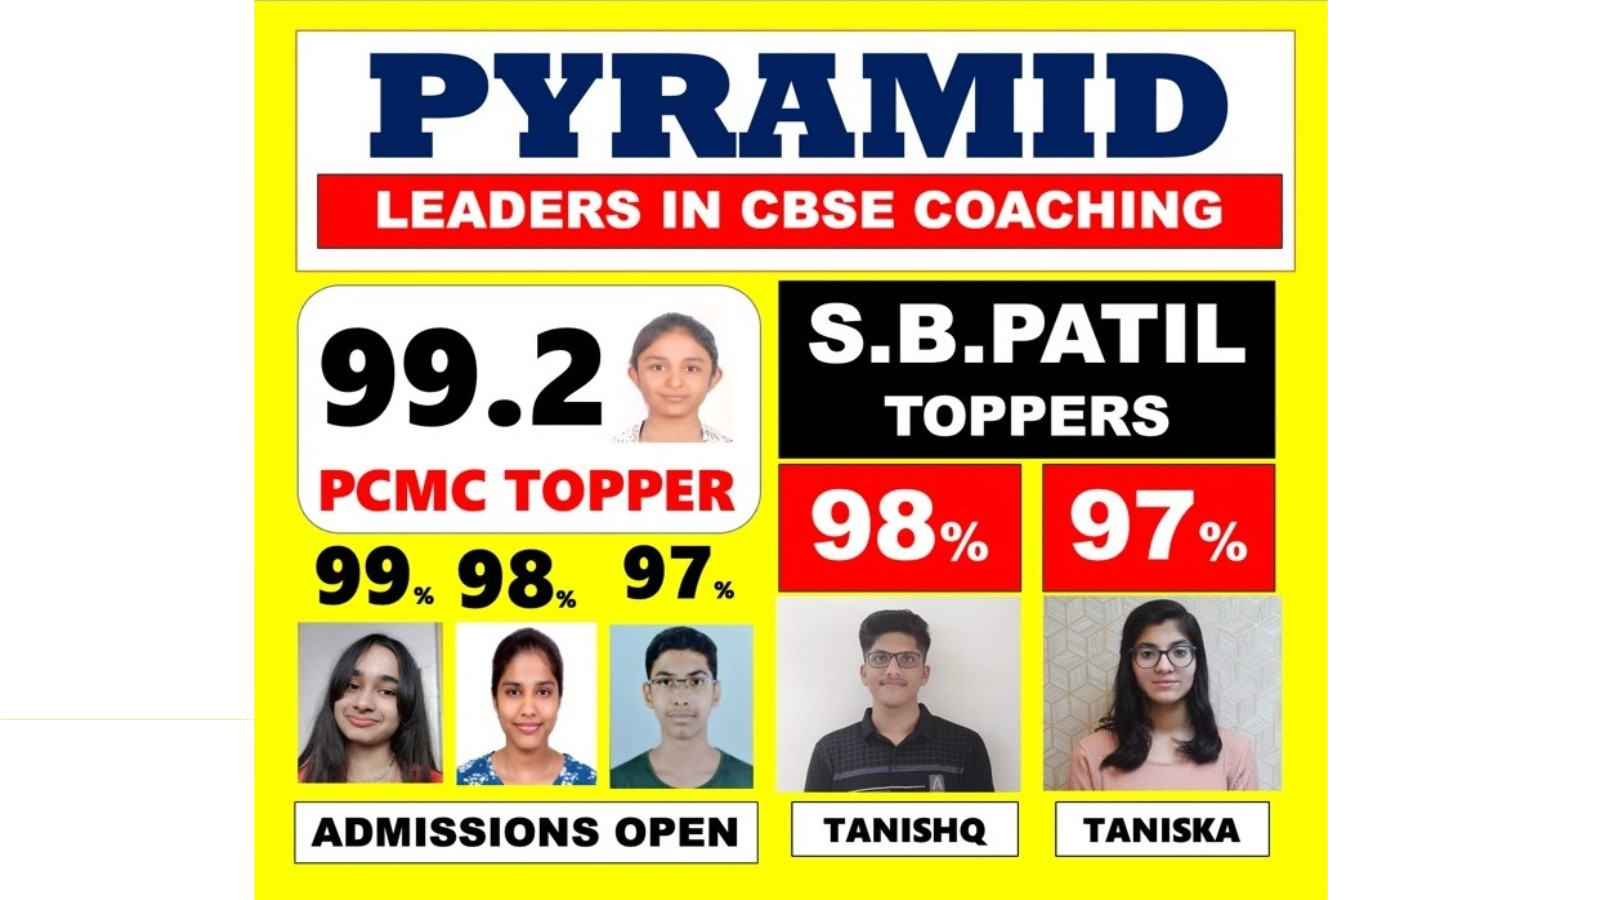 PYRAMID
LEADERS IN CBSE COACHING
99.2
PCMC TOPPER
99% 98% 97%
ADMISSIONS OPEN
S.B.PATIL
TOPPERS
98% 97%
TANISHQ TANISKA